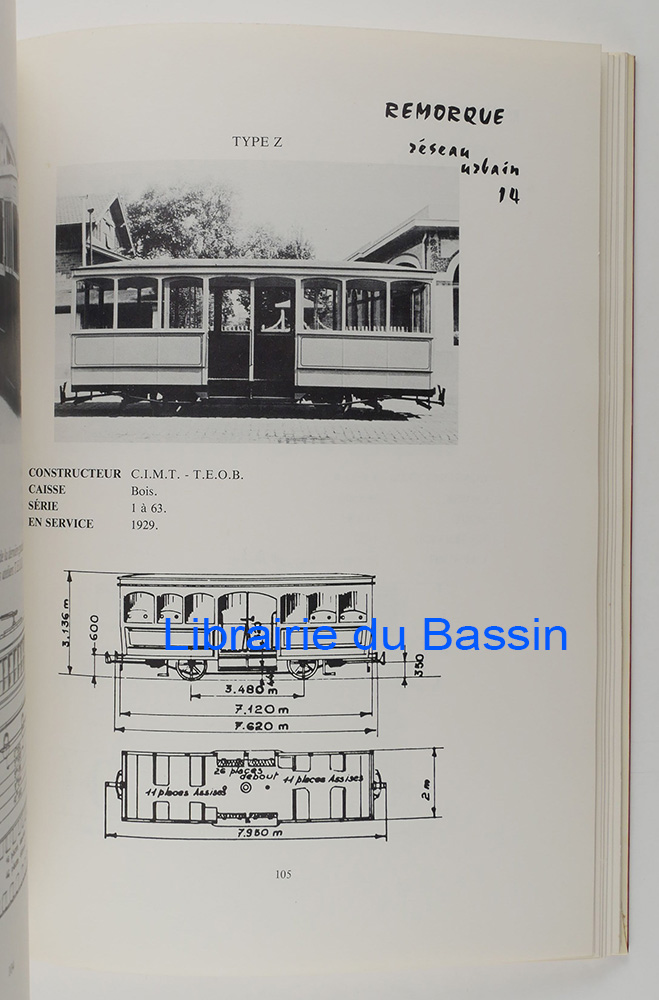 REMORQUE
réseau
urbain
14
TYPE Z
CONSTRUCTEUR C.I.M.T. - T.E.O.B.
CAISSE Bois.
SÉRIE 1 à 63.
EN SERVICE 1929.
3.136 m
600
350
Librairie du Bassin
3.480 m
7.120 m
7.620 m
26 places
debout
11 places Assises
11 places Assises
2 m
7.950 m
105